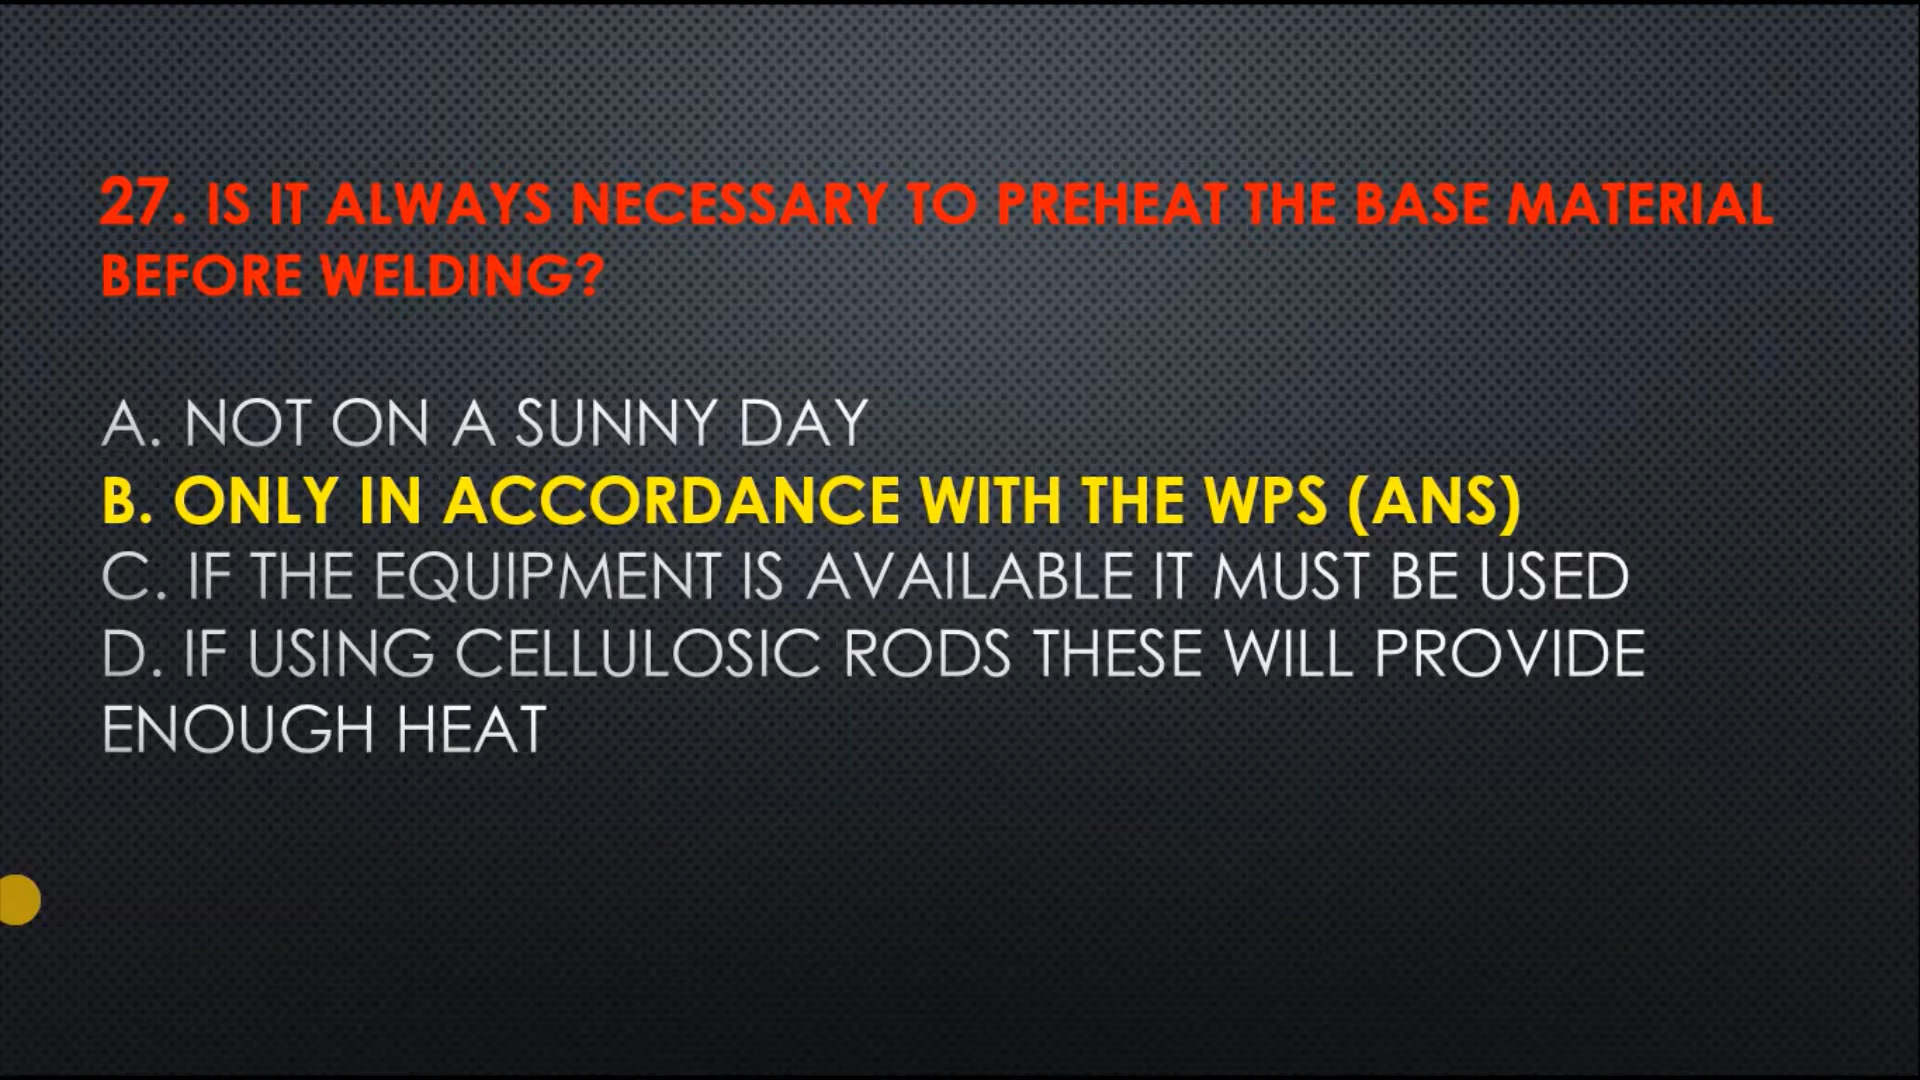 27. IS IT ALWAYS NECESSARY TO PREHEAT THE BASE MATERIAL
BEFORE WELDING?
A. NOT ON A SUNNY DAY
B. ONLY IN ACCORDANCE WITH THE WPS (ANS)
C. IF THE EQUIPMENT IS AVAILABLE IT MUST BE USED
D. IF USING CELLULOSIC RODS THESE WILL PROVIDE
ENOUGH HEAT